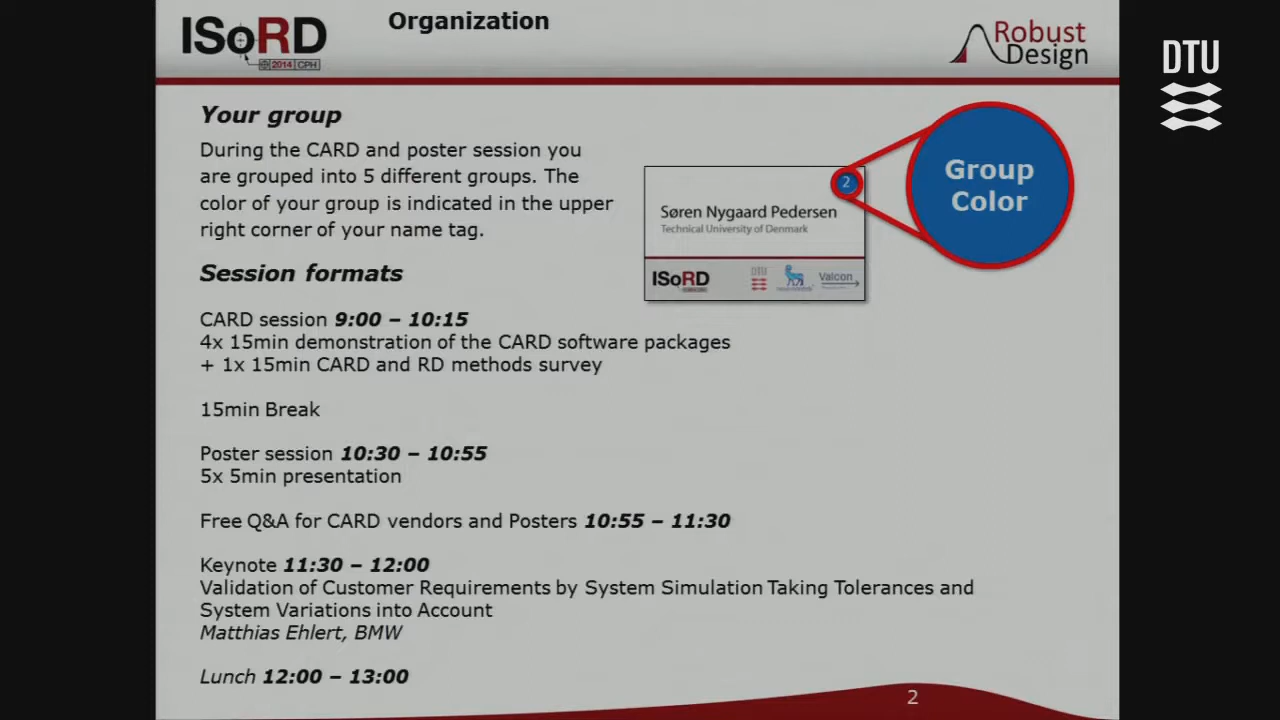 ISoRD
2014 CPH
Organization
Robust
Design
DTU
Your group
During the CARD and poster session you
are grouped into 5 different groups. The
color of your group is indicated in the upper
right corner of your name tag.
2
Group
Color
Søren Nygaard Pedersen
Technical University of Denmark
ISoRD
DTU
Valcon
Session formats
CARD session 9:00 – 10:15
4x 15min demonstration of the CARD software packages
+ 1x 15min CARD and RD methods survey
15min Break
Poster session 10:30 – 10:55
5x 5min presentation
Free Q&A for CARD vendors and Posters 10:55 – 11:30
Keynote 11:30 – 12:00
Validation of Customer Requirements by System Simulation Taking Tolerances and
System Variations into Account
Matthias Ehlert, BMW
Lunch 12:00 – 13:00
2